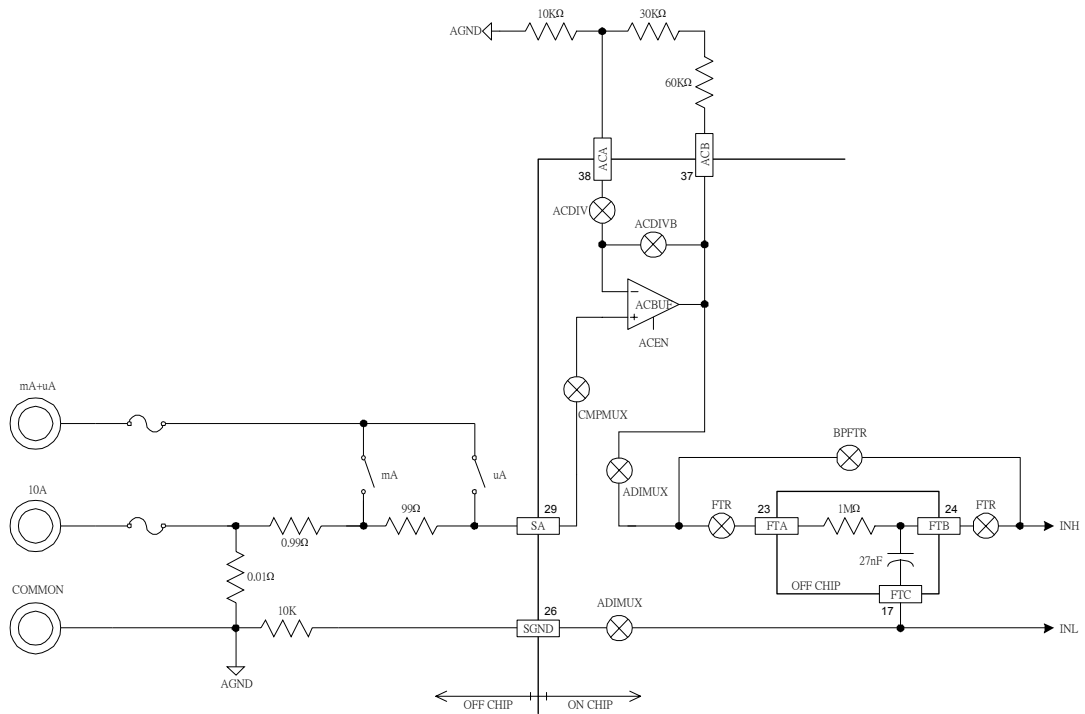 10KΩ
30KΩ
AGND
60KΩ
ACA
ACB
38
37
ACDIV
ACDIVB
ACBUF
ACEN
mA+uA
CMPMUX
BPFTR
mA
uA
ADIMUX
10A
99Ω
29
SA
FTR
23
FTA
1MΩ
24
FTB
FTR
INH
0.99Ω
27nF
0.01Ω
OFF CHIP
FTC
17
COMMON
10K
26
SGND
ADIMUX
INL
AGND
OFF CHIP
ON CHIP